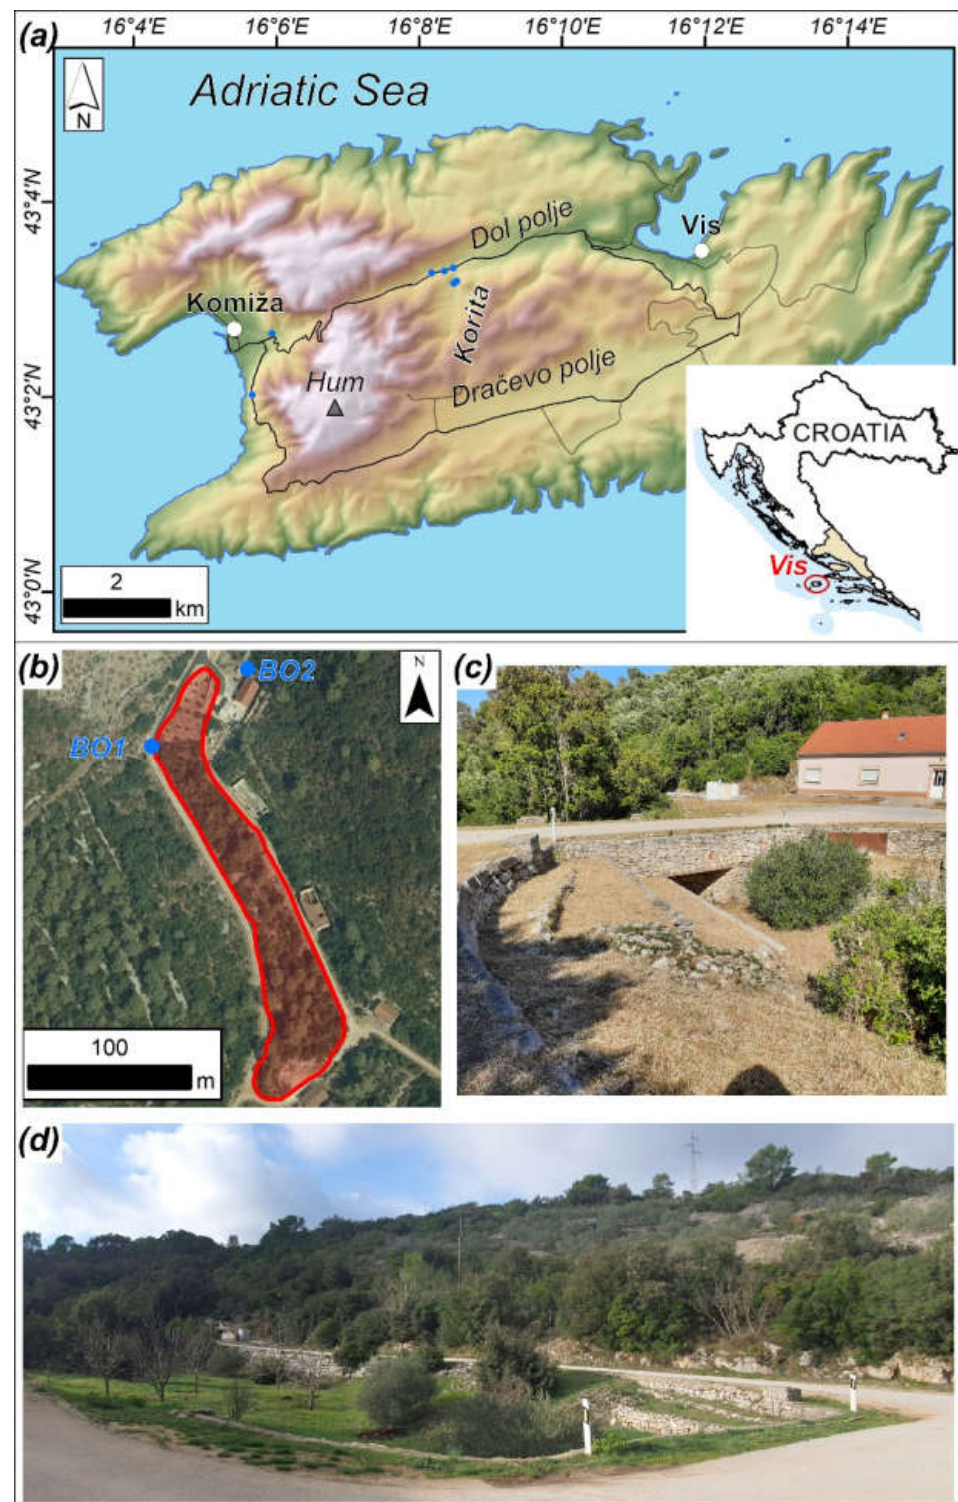 (a)
16°4'E 16°6'E 16°8'E 16°10'E 16°12'E 16°14'E
N
Adriatic Sea
43°4'N
Dol polje
Vis
Komiža
Korita
43°2'N
Hum
Dračevo polje
CROATIA
Vis
43°0'N
2
km
(b)
BO2
N
BO1
100
m
(c)
(d)